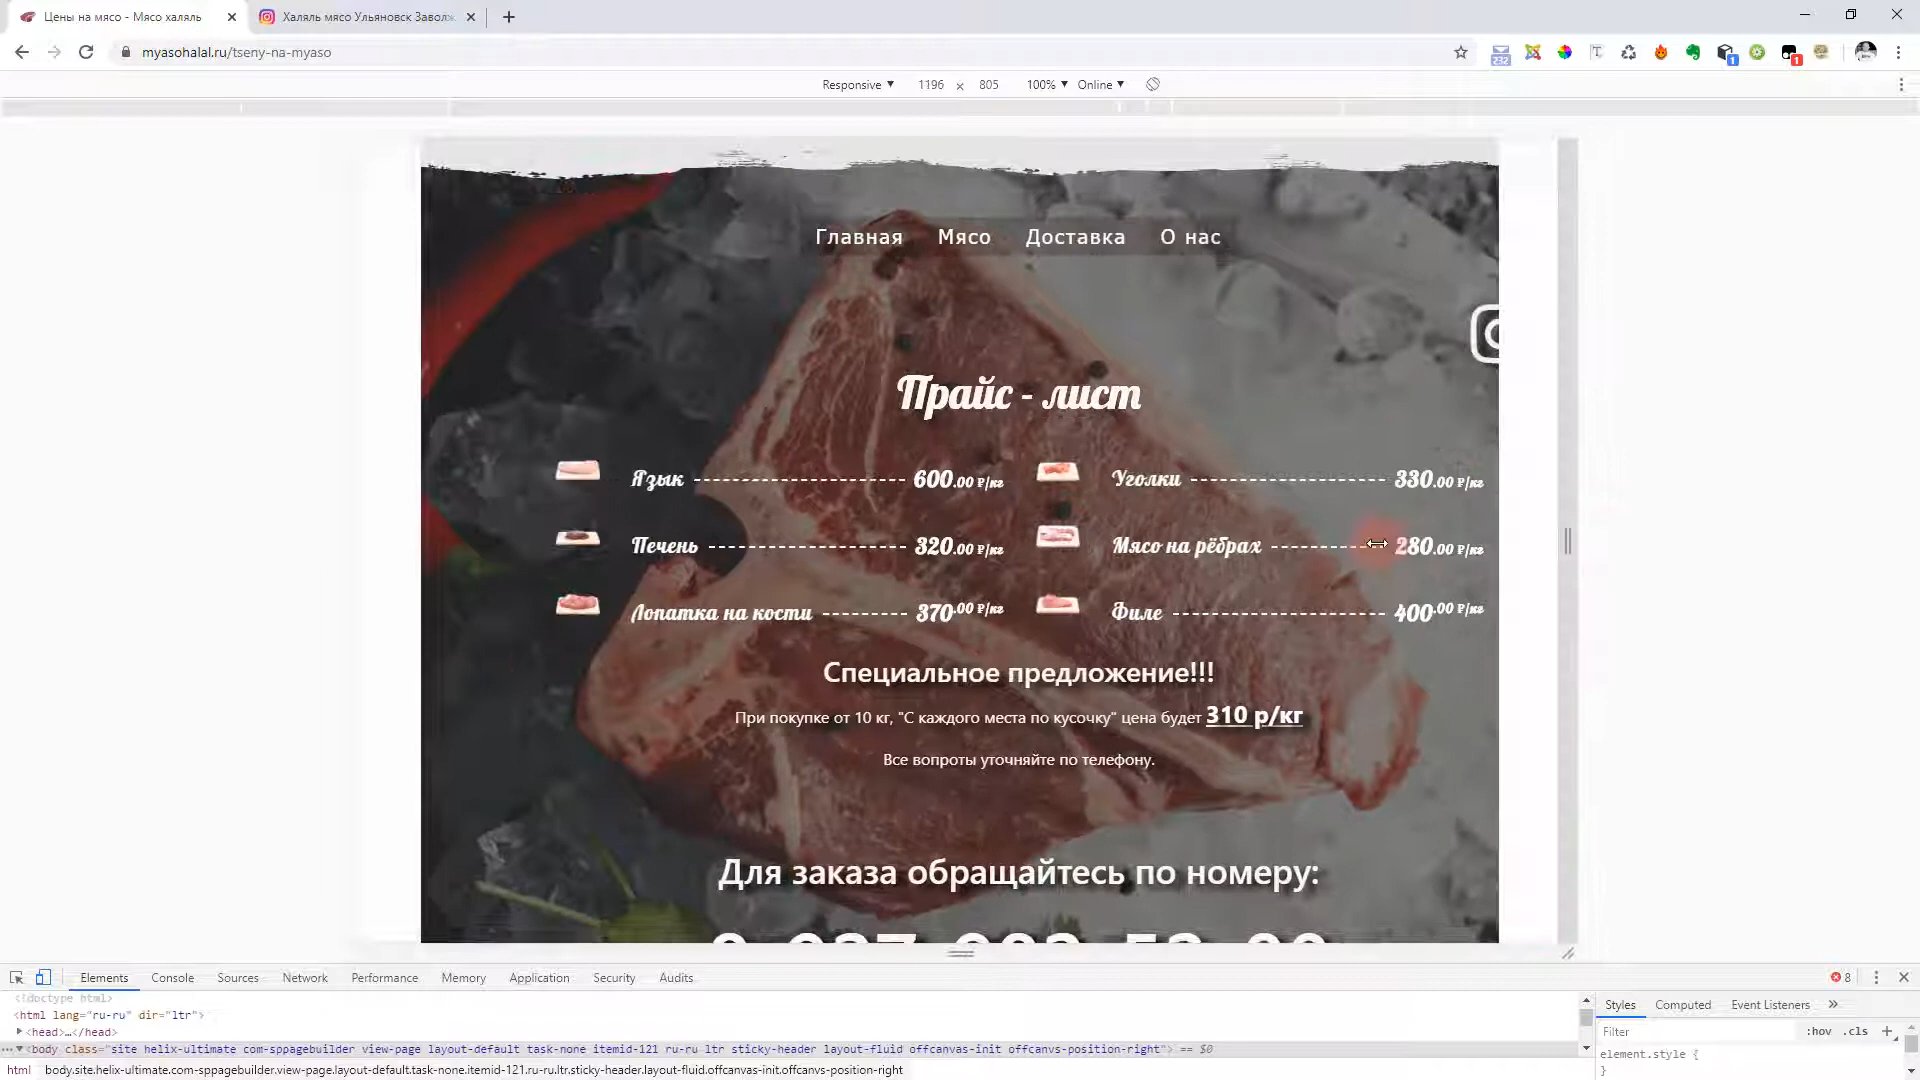 Цены на мясо - Мясо халяль
Халяль мясо Ульяновск Заволж
myasohalal.ru/tseny-na-myaso
232
1
1
Responsive
1196 x 805
100%
Online
Главная Мясо Доставка О нас
Прайс - лист
Язык 600.00 ₽/кг
Уголки 330.00 ₽/кг
Печень 320.00 ₽/кг
Мясо на рёбрах 280.00 ₽/кг
Лопатка на кости 370.00 ₽/кг
Филе 400.00 ₽/кг
Специальное предложение!!!
При покупке от 10 кг, "С каждого места по кусочку" цена будет 310 р/кг
Все вопросы уточняйте по телефону.
Для заказа обращайтесь по номеру:
Elements Console Sources Network Performance Memory Application Security Audits
8
<!doctype html>
<html lang="ru-ru" dir="ltr">
<head>…</head>
<body class="site helix-ultimate com-sppagebuilder view-page layout-default task-none itemid-121 ru-ru ltr sticky-header layout-fluid offcanvas-init offcanvs-position-right"> == $0
html body.site.helix-ultimate.com-sppagebuilder.view-page.layout-default.task-none.itemid-121.ru-ru.ltr.sticky-header.layout-fluid.offcanvas-init.offcanvs-position-right
Styles Computed Event Listeners
Filter
:hov .cls
element.style {
}